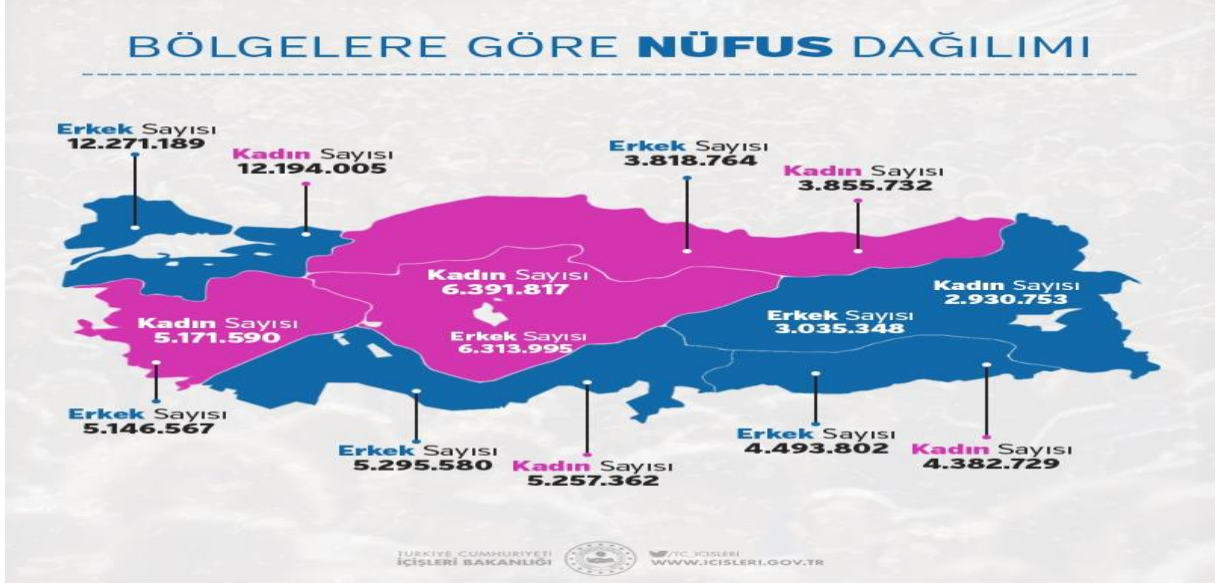 BÖLGELERE GÖRE NÜFUS DAĞILIMI
Erkek Sayısı
12.271.189
Kadın Sayısı
12.194.005
Erkek Sayısı
3.818.764
Kadın Sayısı
3.855.732
Kadın Sayısı
6.391.817
Kadın Sayısı
2.930.753
Kadın Sayısı
5.171.590
Erkek Sayısı
6.313.995
Erkek Sayısı
3.035.348
Erkek Sayısı
5.146.567
Erkek Sayısı
5.295.580
Kadın Sayısı
5.257.362
Erkek Sayısı
4.493.802
Kadın Sayısı
4.382.729
TÜRKİYE CUMHURİYETİ
İÇİŞLERİ BAKANLIĞI
/TC_ICISLERI
WWW.ICISLERI.GOV.TR